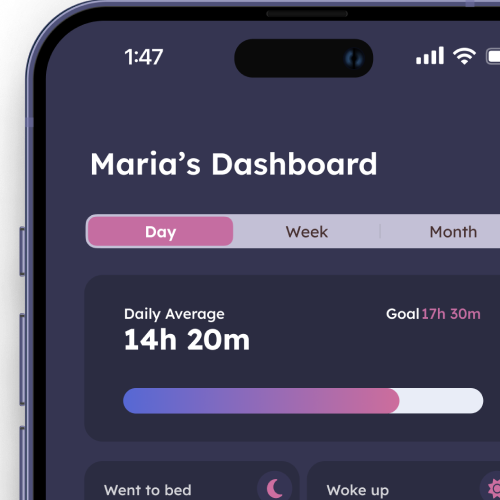 1:47
Maria’s Dashboard
Day Week Month
Daily Average Goal 17h 30m
14h 20m
Went to bed Woke up